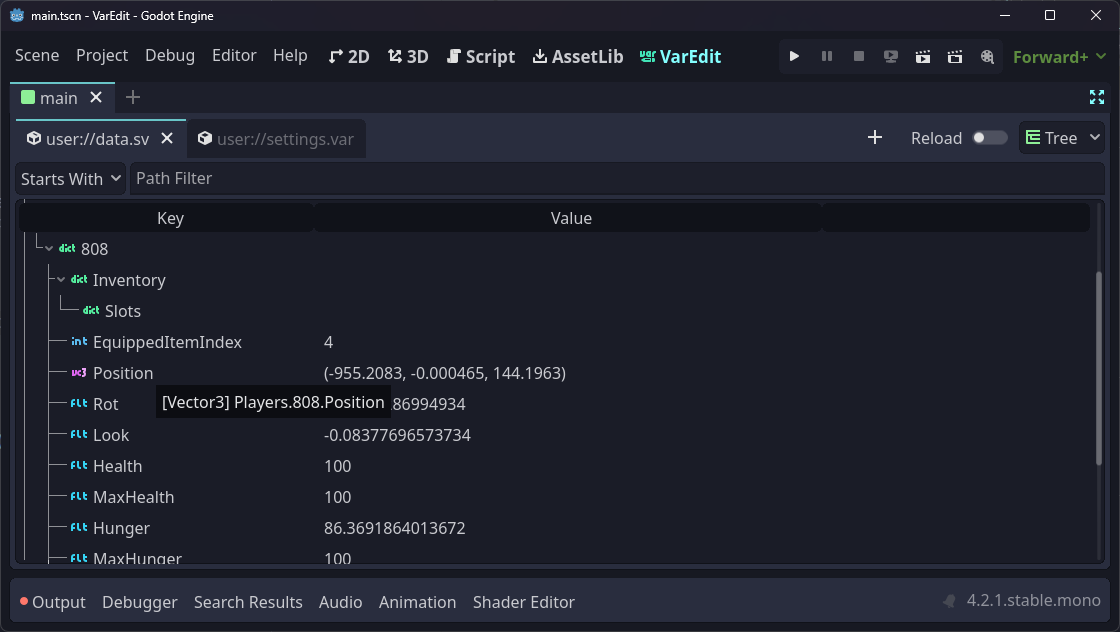 main.tscn - VarEdit - Godot Engine
Scene Project Debug Editor Help 2D 3D Script AssetLib var VarEdit Forward+
main
user://data.sv user://settings.var Reload Tree
Starts With Path Filter
Key Value
dict 808
dict Inventory
dict Slots
int EquippedItemIndex 4
vc3 Position (-955.2083, -0.000465, 144.1963)
flt Rot 86994934
[Vector3] Players.808.Position
flt Look -0.08377696573734
flt Health 100
flt MaxHealth 100
flt Hunger 86.3691864013672
flt MaxHunger 100
Output Debugger Search Results Audio Animation Shader Editor 4.2.1.stable.mono